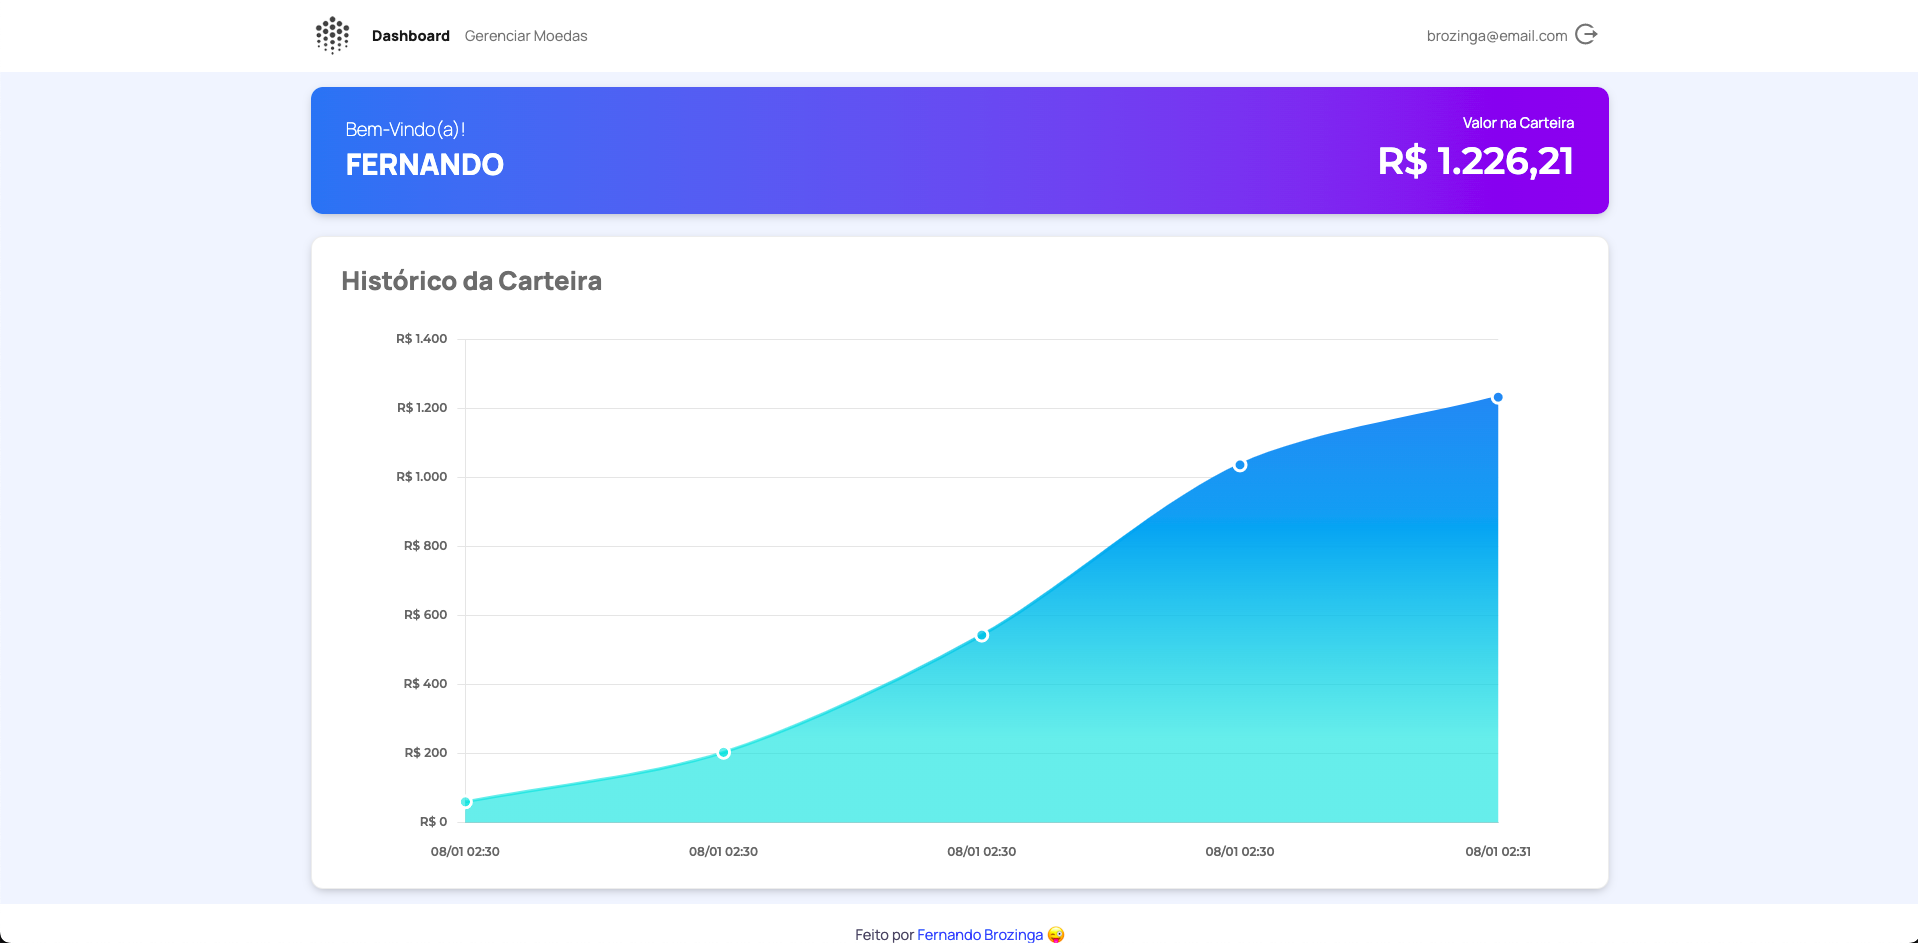 Dashboard Gerenciar Moedas brozinga@email.com
Bem-Vindo(a)!
FERNANDO
Valor na Carteira
R$ 1.226,21
Histórico da Carteira
R$ 1.400
R$ 1.200
R$ 1.000
R$ 800
R$ 600
R$ 400
R$ 200
R$ 0
08/01 02:30 08/01 02:30 08/01 02:30 08/01 02:30 08/01 02:31
Feito por Fernando Brozinga 😜